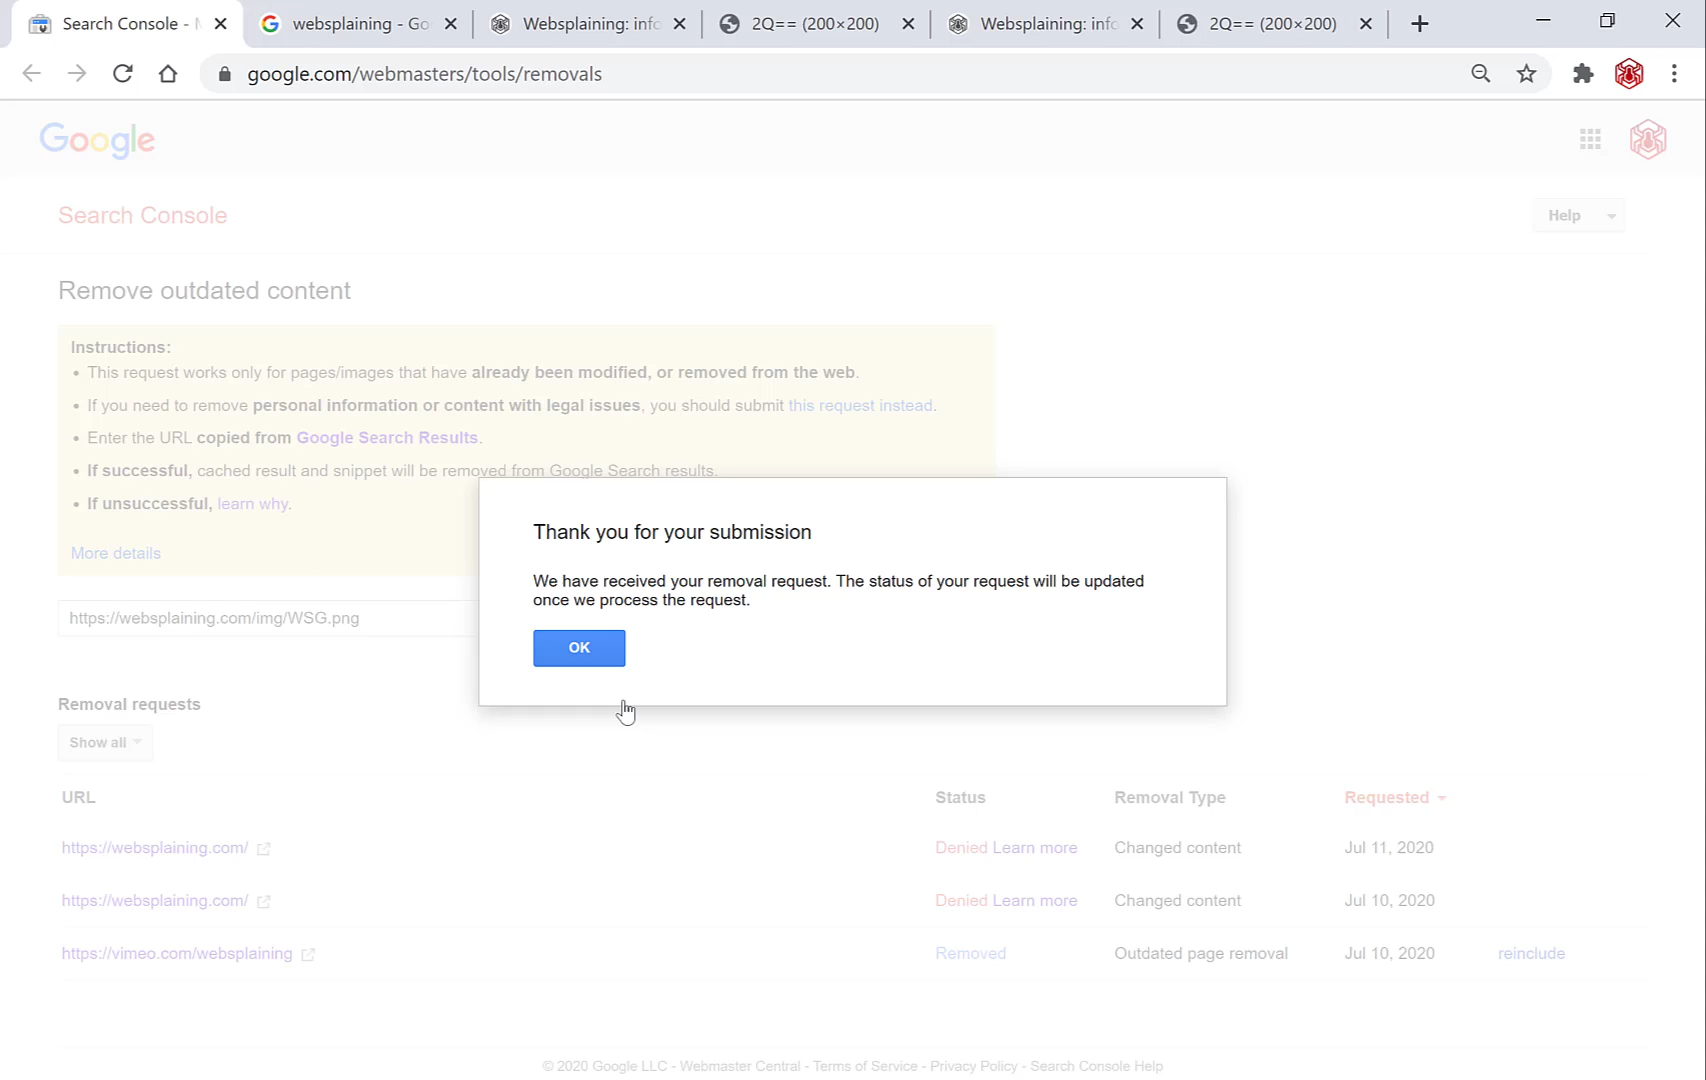 Search Console -
websplaining - Go
Websplaining: info
2Q== (200×200)
Websplaining: info
2Q== (200×200)
google.com/webmasters/tools/removals
Google
Search Console
Help
Remove outdated content
Instructions:
• This request works only for pages/images that have already been modified, or removed from the web.
• If you need to remove personal information or content with legal issues, you should submit this request instead.
• Enter the URL copied from Google Search Results.
• If successful, cached result and snippet will be removed from Google Search results.
• If unsuccessful, learn why.
More details
Thank you for your submission
We have received your removal request. The status of your request will be updated
once we process the request.
OK
https://websplaining.com/img/WSG.png
Removal requests
Show all
URL Status Removal Type Requested
https://websplaining.com/ Denied Learn more Changed content Jul 11, 2020
https://websplaining.com/ Denied Learn more Changed content Jul 10, 2020
https://vimeo.com/websplaining Removed Outdated page removal Jul 10, 2020 reinclude
© 2020 Google LLC - Webmaster Central - Terms of Service - Privacy Policy - Search Console Help